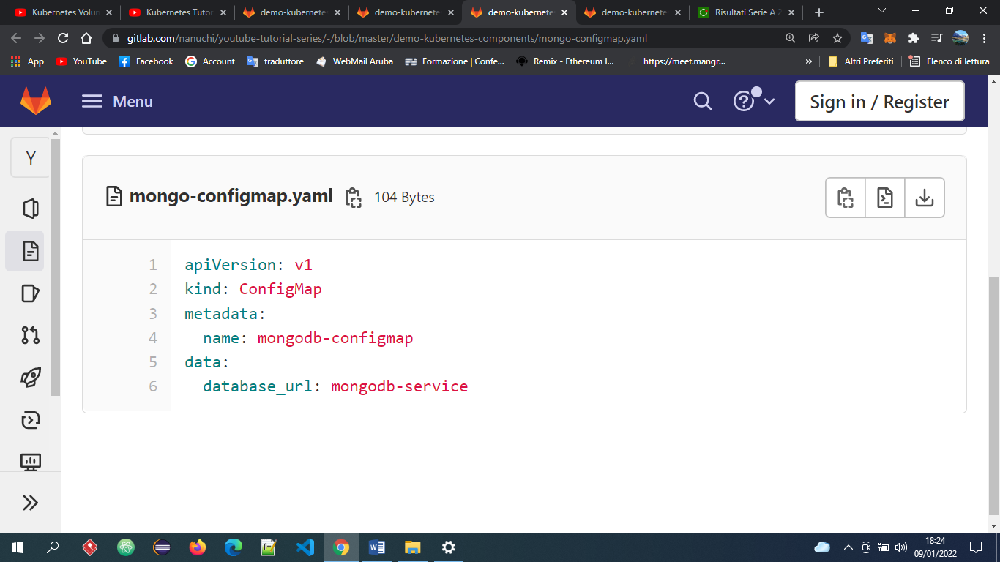 Kubernetes Volun
Kubernetes Tutor
demo-kubernete
demo-kubernete
demo-kubernete
demo-kubernete
Risultati Serie A 2
gitlab.com/nanuchi/youtube-tutorial-series/-/blob/master/demo-kubernetes-components/mongo-configmap.yaml
App YouTube Facebook Account traduttore WebMail Aruba Formazione | Confe... Remix - Ethereum I... https://meet.mangr... » Altri Preferiti Elenco di lettura
Menu
Sign in / Register
Y
mongo-configmap.yaml 104 Bytes
1 apiVersion: v1
2 kind: ConfigMap
3 metadata:
4   name: mongodb-configmap
5 data:
6   database_url: mongodb-service
18:24
09/01/2022